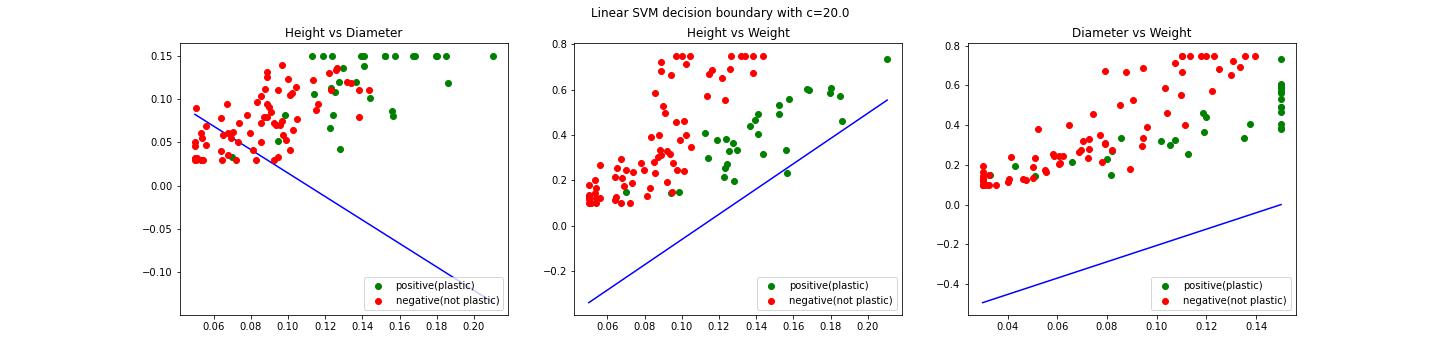 Linear SVM decision boundary with c=20.0
Height vs Diameter
0.15
0.10
0.05
0.00
−0.05
−0.10
0.06 0.08 0.10 0.12 0.14 0.16 0.18 0.20
positive(plastic)
negative(not plastic)
Height vs Weight
0.8
0.6
0.4
0.2
0.0
−0.2
0.06 0.08 0.10 0.12 0.14 0.16 0.18 0.20
positive(plastic)
negative(not plastic)
Diameter vs Weight
0.8
0.6
0.4
0.2
0.0
−0.2
−0.4
0.04 0.06 0.08 0.10 0.12 0.14
positive(plastic)
negative(not plastic)